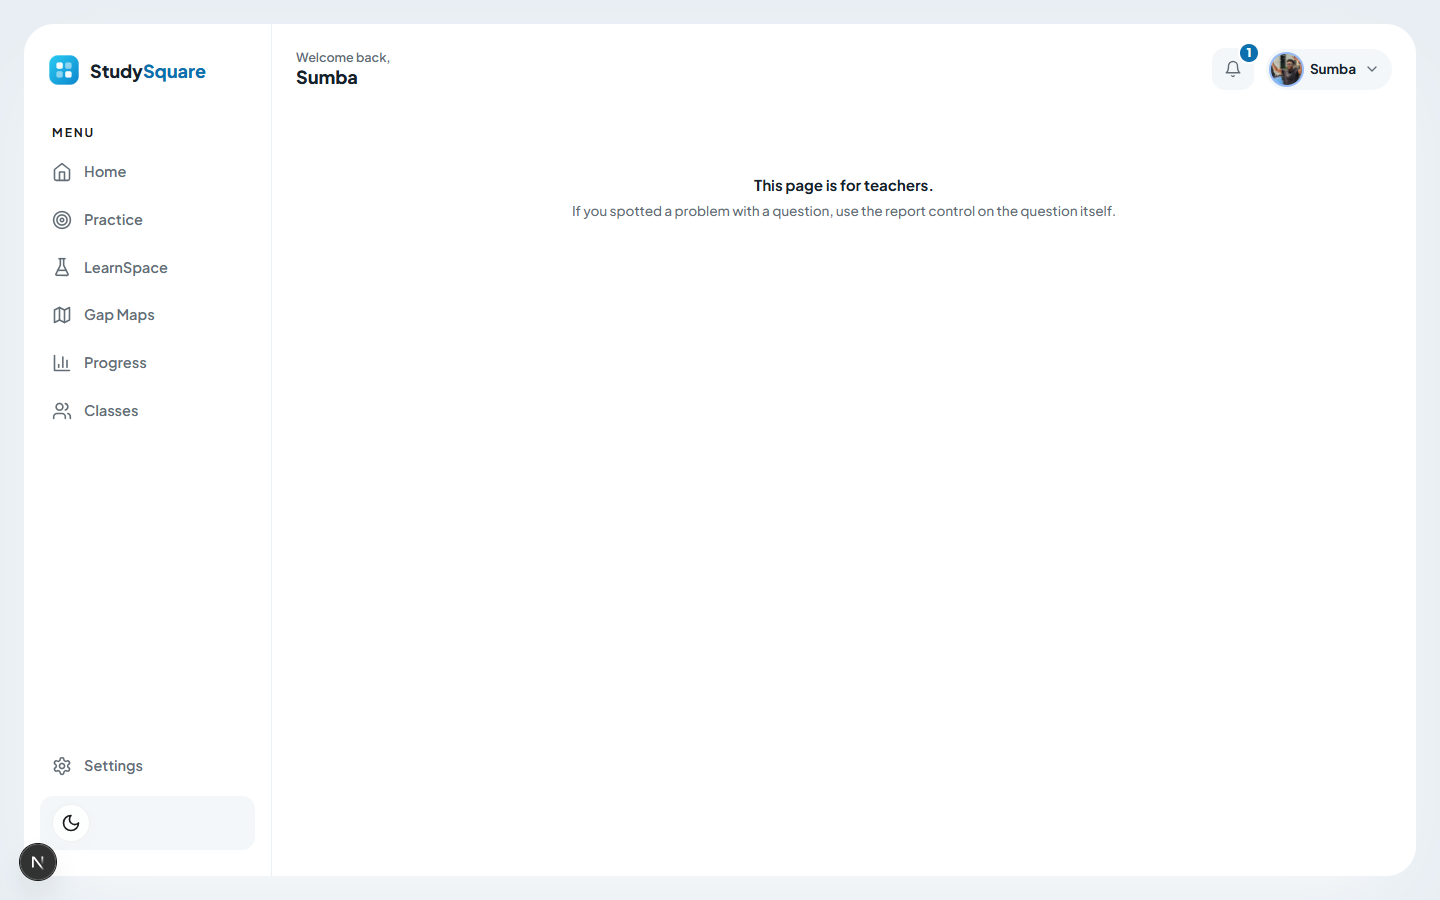 StudySquare
MENU
Home
Practice
LearnSpace
Gap Maps
Progress
Classes
Settings
N
Welcome back,
Sumba
1
Sumba
This page is for teachers.
If you spotted a problem with a question, use the report control on the question itself.